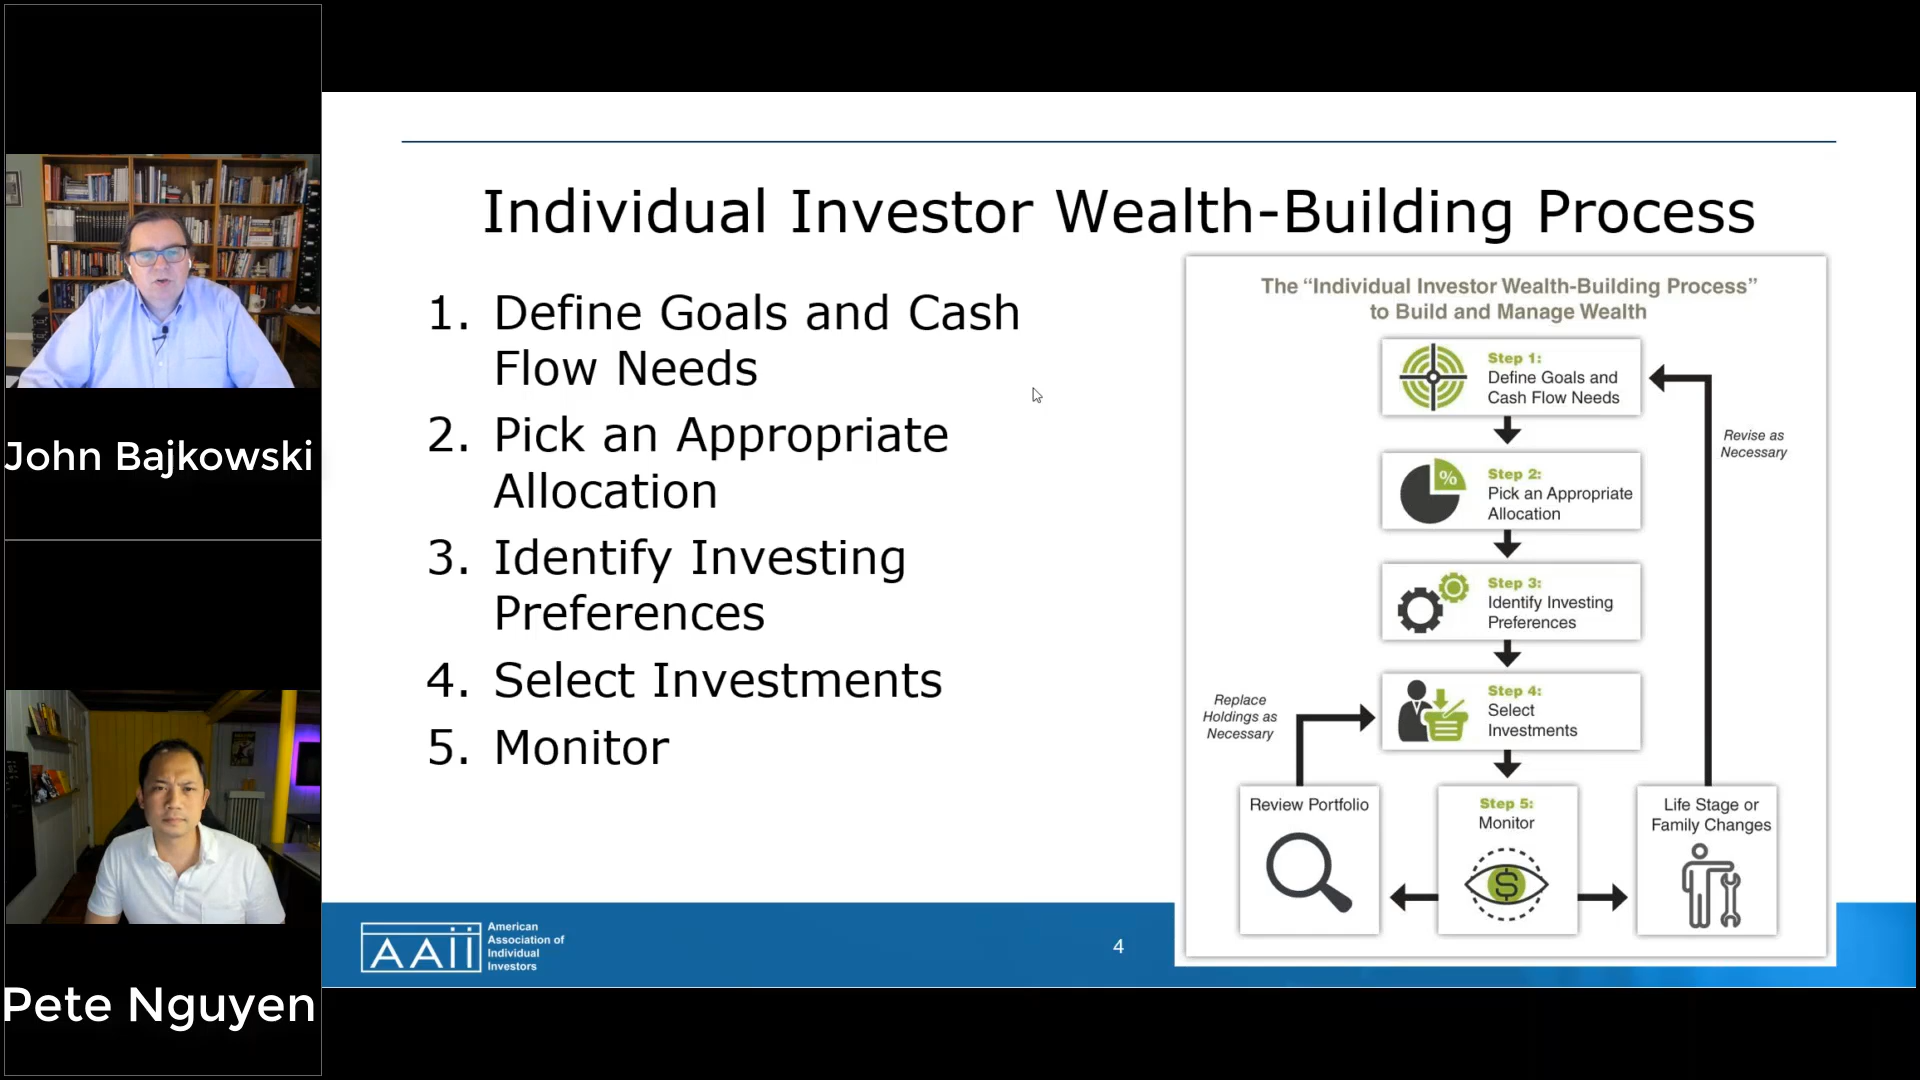 John Bajkowski
Pete Nguyen
Individual Investor Wealth-Building Process
1. Define Goals and Cash
Flow Needs
2. Pick an Appropriate
Allocation
3. Identify Investing
Preferences
4. Select Investments
5. Monitor
The “Individual Investor Wealth-Building Process”
to Build and Manage Wealth
Step 1:
Define Goals and
Cash Flow Needs
Revise as
Necessary
Step 2:
Pick an Appropriate
Allocation
%
Step 3:
Identify Investing
Preferences
Step 4:
Select
Investments
Replace
Holdings as
Necessary
Review Portfolio
Step 5:
Monitor
$
Life Stage or
Family Changes
AAII
American
Association of
Individual
Investors
4